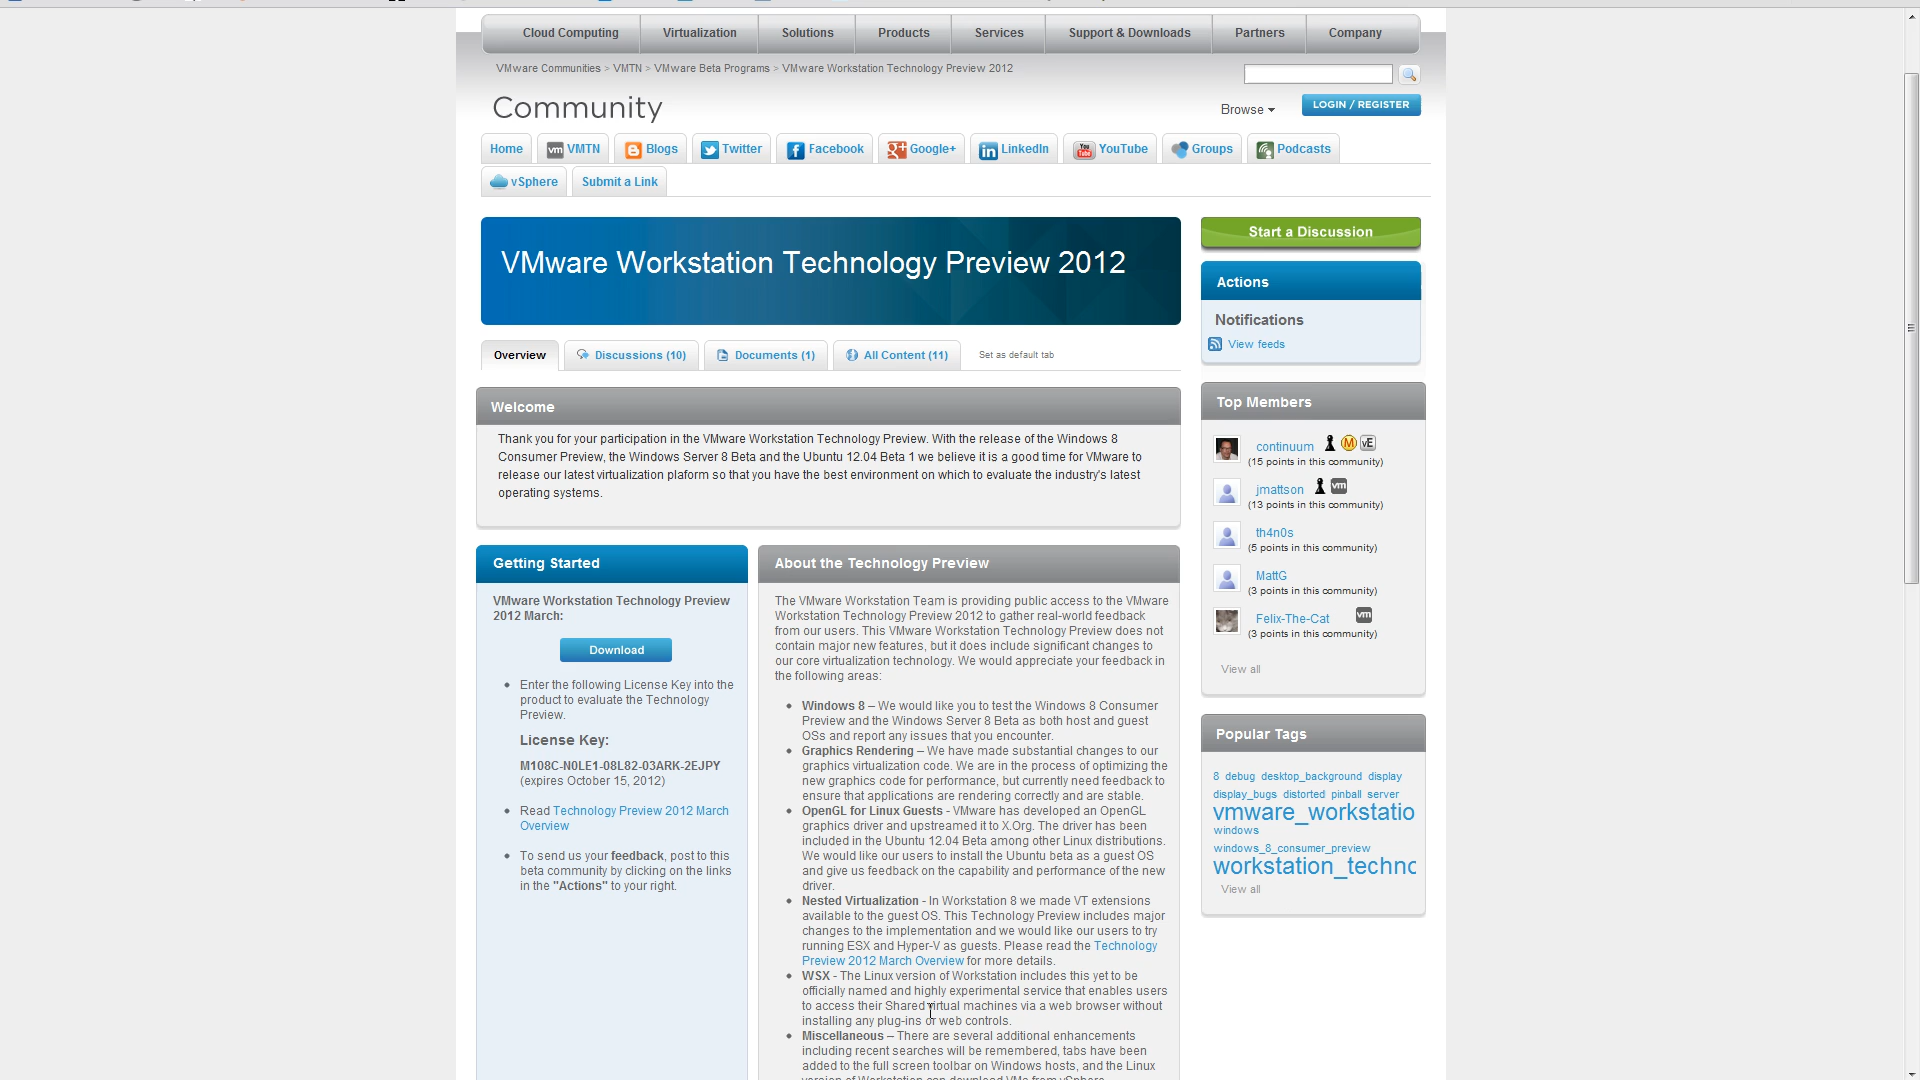 Cloud Computing Virtualization Solutions Products Services Support & Downloads Partners Company
VMware Communities > VMTN > VMware Beta Programs > VMware Workstation Technology Preview 2012
Community
Browse LOGIN / REGISTER
Home vm VMTN Blogs Twitter Facebook Google+ LinkedIn YouTube Groups Podcasts
vSphere Submit a Link
VMware Workstation Technology Preview 2012
Overview Discussions (10) Documents (1) All Content (11) Set as default tab
Welcome
Thank you for your participation in the VMware Workstation Technology Preview. With the release of the Windows 8
Consumer Preview, the Windows Server 8 Beta and the Ubuntu 12.04 Beta 1 we believe it is a good time for VMware to
release our latest virtualization plaform so that you have the best environment on which to evaluate the industry's latest
operating systems.
Getting Started
VMware Workstation Technology Preview
2012 March:
Download
Enter the following License Key into the
product to evaluate the Technology
Preview.
License Key:
M108C-N0LE1-08L82-03ARK-2EJPY
(expires October 15, 2012)
Read Technology Preview 2012 March
Overview
To send us your feedback, post to this
beta community by clicking on the links
in the "Actions" to your right.
About the Technology Preview
The VMware Workstation Team is providing public access to the VMware
Workstation Technology Preview 2012 to gather real-world feedback
from our users. This VMware Workstation Technology Preview does not
contain major new features, but it does include significant changes to
our core virtualization technology. We would appreciate your feedback in
the following areas:
Windows 8 – We would like you to test the Windows 8 Consumer
Preview and the Windows Server 8 Beta as both host and guest
OSs and report any issues that you encounter.
Graphics Rendering – We have made substantial changes to our
graphics virtualization code. We are in the process of optimizing the
new graphics code for performance, but currently need feedback to
ensure that applications are rendering correctly and are stable.
OpenGL for Linux Guests - VMware has developed an OpenGL
graphics driver and upstreamed it to X.Org. The driver has been
included in the Ubuntu 12.04 Beta among other Linux distributions.
We would like our users to install the Ubuntu beta as a guest OS
and give us feedback on the capability and performance of the new
driver.
Nested Virtualization - In Workstation 8 we made VT extensions
available to the guest OS. This Technology Preview includes major
changes to the implementation and we would like our users to try
running ESX and Hyper-V as guests. Please read the Technology
Preview 2012 March Overview for more details.
WSX - The Linux version of Workstation includes this yet to be
officially named and highly experimental service that enables users
to access their Shared virtual machines via a web browser without
installing any plug-ins or web controls.
Miscellaneous – There are several additional enhancements
including recent searches will be remembered, tabs have been
added to the full screen toolbar on Windows hosts, and the Linux
version of Workstation can download VMs from vSphere
Start a Discussion
Actions
Notifications
View feeds
Top Members
continuum M vE
(15 points in this community)
jmattson vm
(13 points in this community)
th4n0s
(5 points in this community)
MattG
(3 points in this community)
Felix-The-Cat vm
(3 points in this community)
View all
Popular Tags
8 debug desktop_background display
display_bugs distorted pinball server
vmware_workstatio
windows
windows_8_consumer_preview
workstation_techno
View all